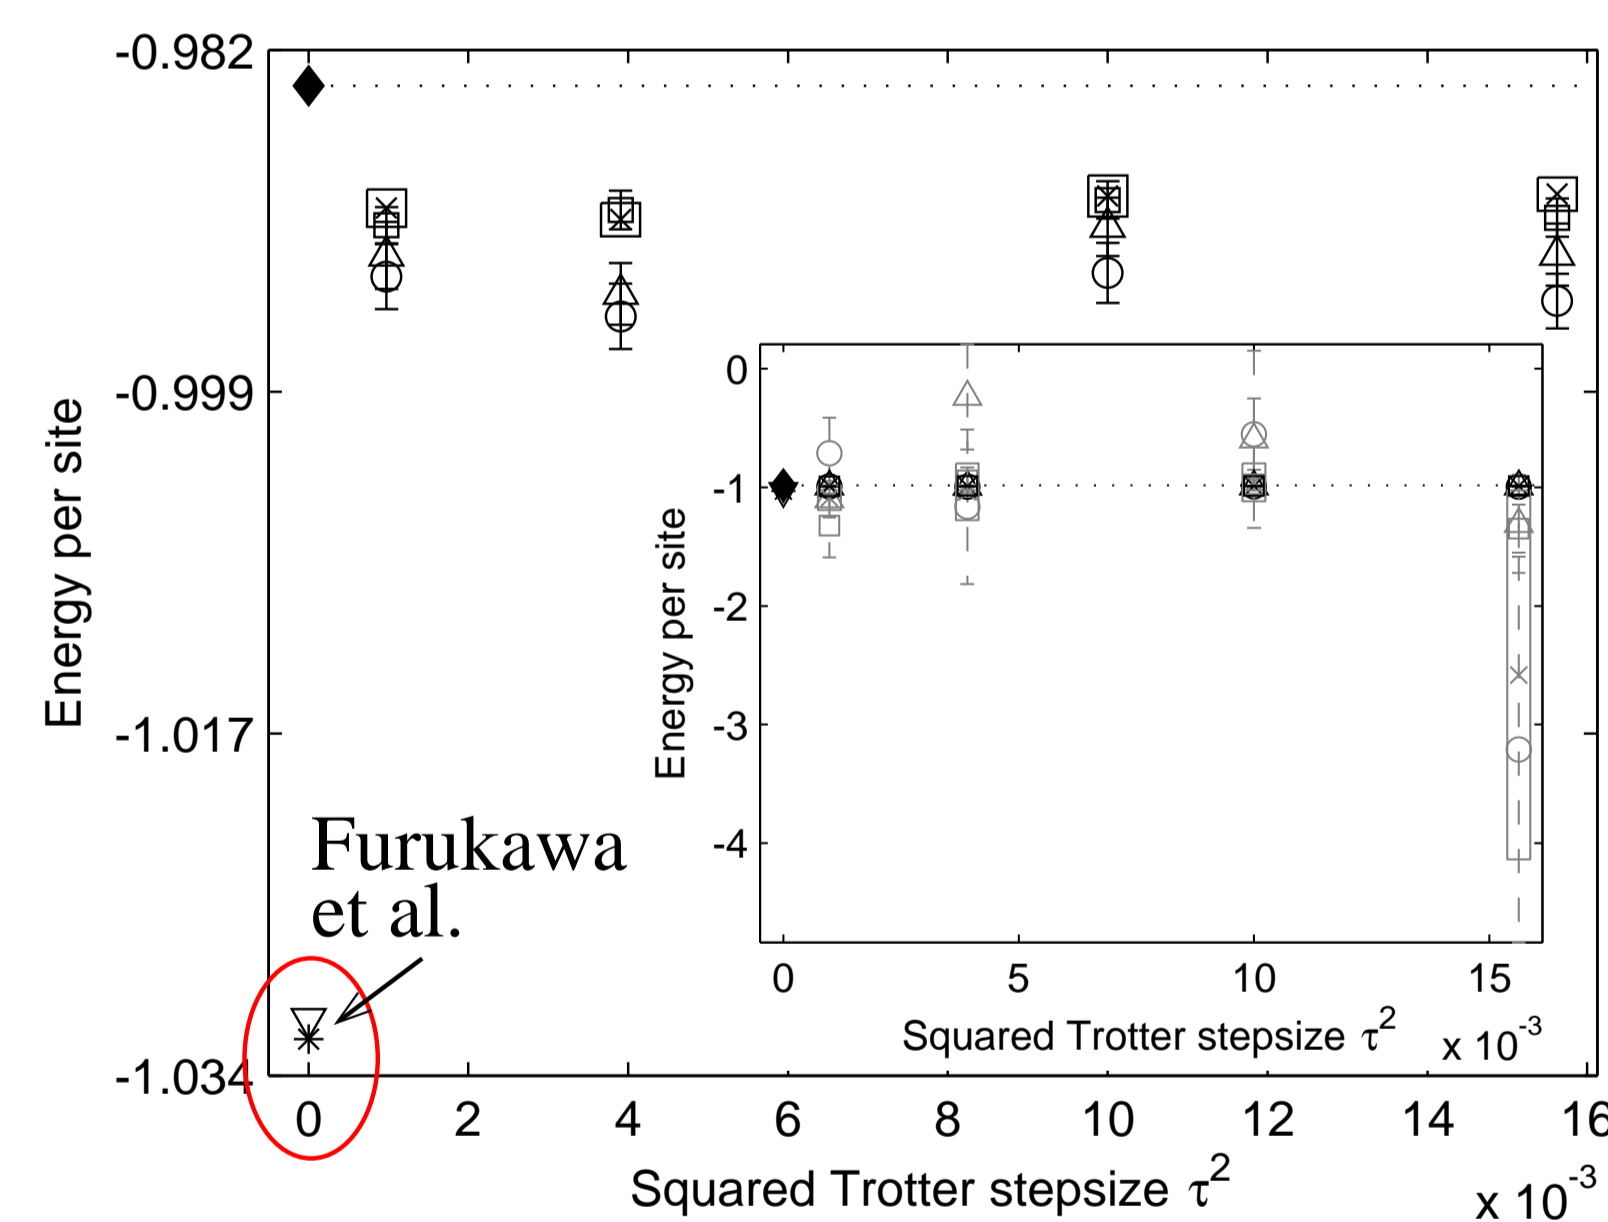 -0.982
-0.999
-1.017
-1.034
Energy per site
Furukawa
et al.
0 2 4 6 8 10 12 14 16
Squared Trotter stepsize τ²
x 10⁻³
0
-1
-2
-3
-4
Energy per site
0 5 10 15
Squared Trotter stepsize τ²
x 10⁻³